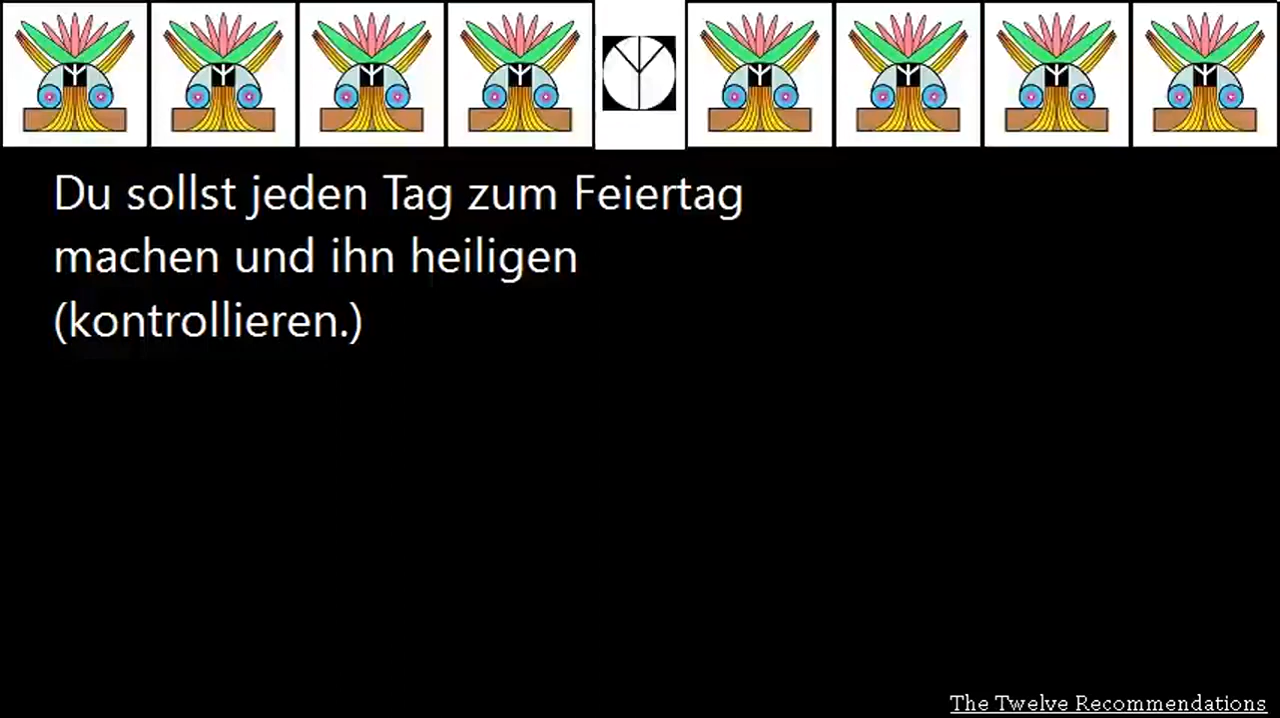 Du sollst jeden Tag zum Feiertag
machen und ihn heiligen
(kontrollieren.)
The Twelve Recommendations